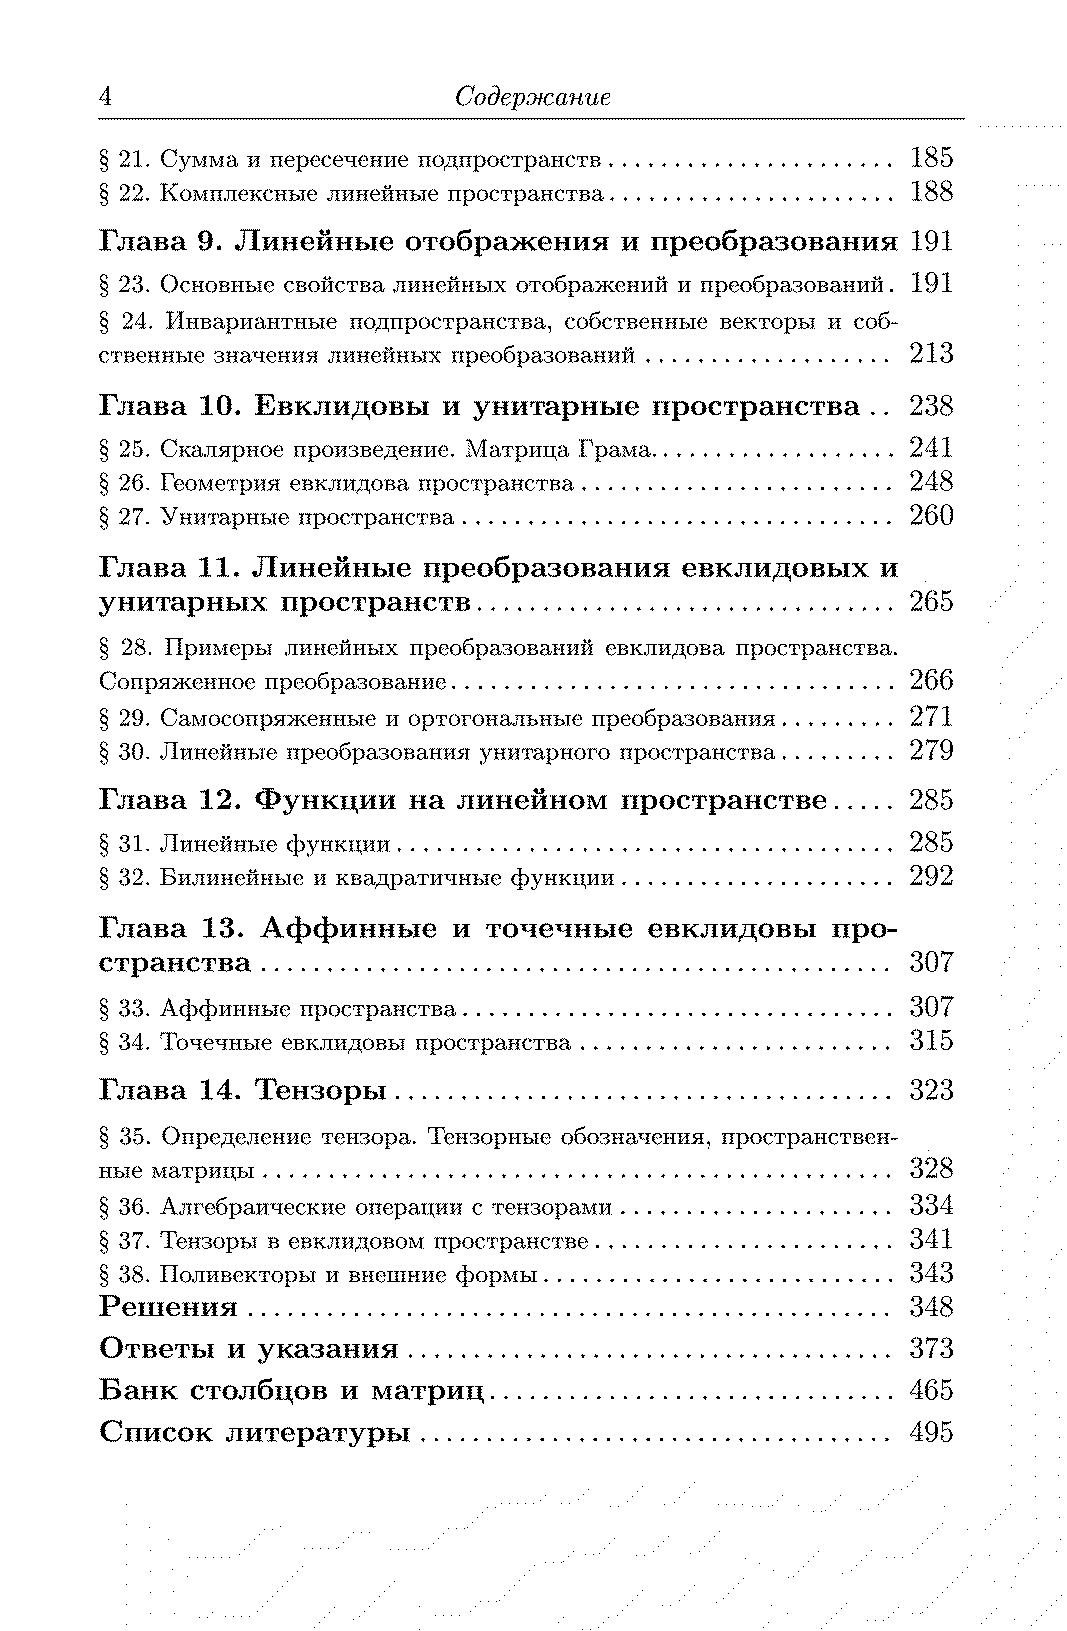 4 Содержание
§ 21. Сумма и пересечение подпространств ...................... 185
§ 22. Комплексные линейные пространства ...................... 188
Глава 9. Линейные отображения и преобразования 191
§ 23. Основные свойства линейных отображений и преобразований . 191
§ 24. Инвариантные подпространства, собственные векторы и соб-
ственные значения линейных преобразований ................... 213
Глава 10. Евклидовы и унитарные пространства .. 238
§ 25. Скалярное произведение. Матрица Грама................... 241
§ 26. Геометрия евклидова пространства ........................ 248
§ 27. Унитарные пространства ................................. 260
Глава 11. Линейные преобразования евклидовых и
унитарных пространств ................................ 265
§ 28. Примеры линейных преобразований евклидова пространства.
Сопряженное преобразование .................................. 266
§ 29. Самосопряженные и ортогональные преобразования ......... 271
§ 30. Линейные преобразования унитарного пространства ......... 279
Глава 12. Функции на линейном пространстве ..... 285
§ 31. Линейные функции ...................................... 285
§ 32. Билинейные и квадратичные функции ..................... 292
Глава 13. Аффинные и точечные евклидовы про-
странства ................................................ 307
§ 33. Аффинные пространства ................................. 307
§ 34. Точечные евклидовы пространства ........................ 315
Глава 14. Тензоры ...................................... 323
§ 35. Определение тензора. Тензорные обозначения, пространствен-
ные матрицы ................................................ 328
§ 36. Алгебраические операции с тензорами ..................... 334
§ 37. Тензоры в евклидовом пространстве ....................... 341
§ 38. Поливекторы и внешние формы ........................... 343
Решения ................................................. 348
Ответы и указания ..................................... 373
Банк столбцов и матриц ............................... 465
Список литературы .................................... 495